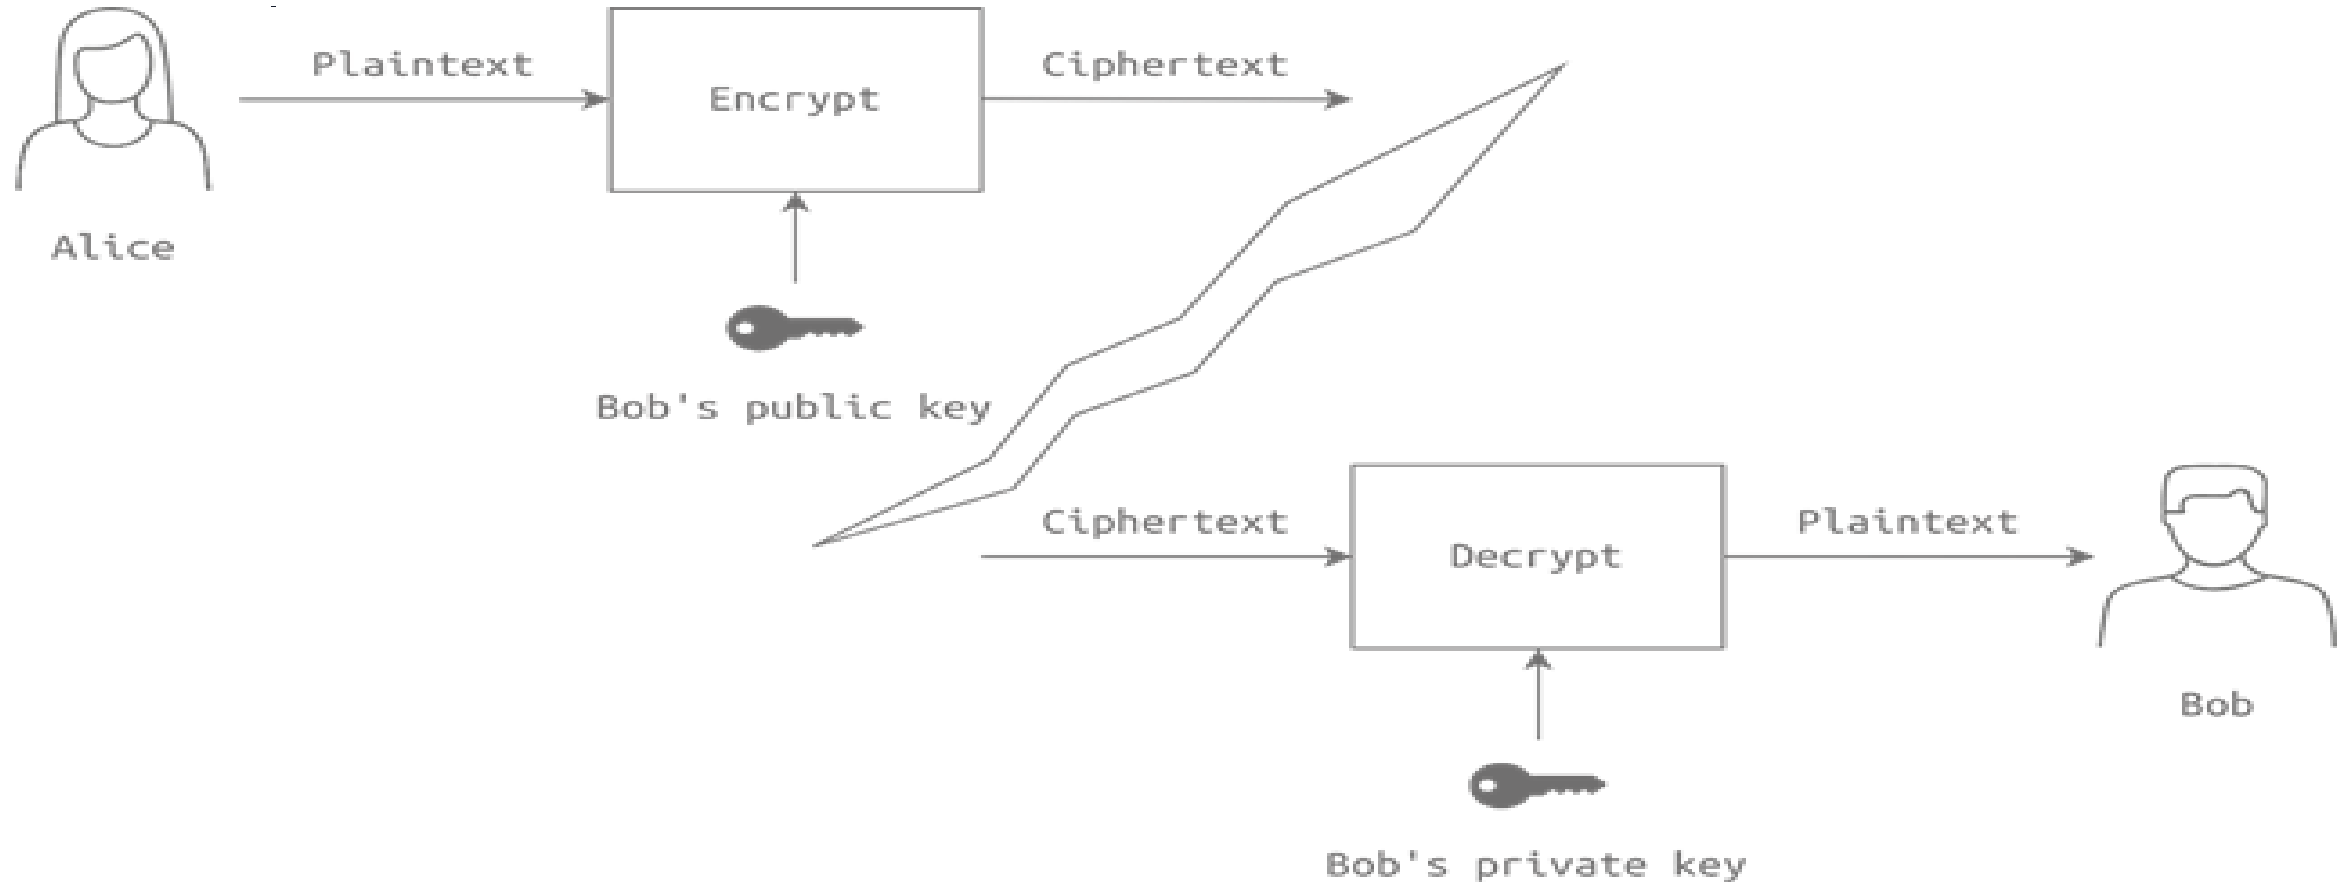 Plaintext
Encrypt
Ciphertext
Alice
Bob's public key
Ciphertext
Decrypt
Plaintext
Bob
Bob's private key